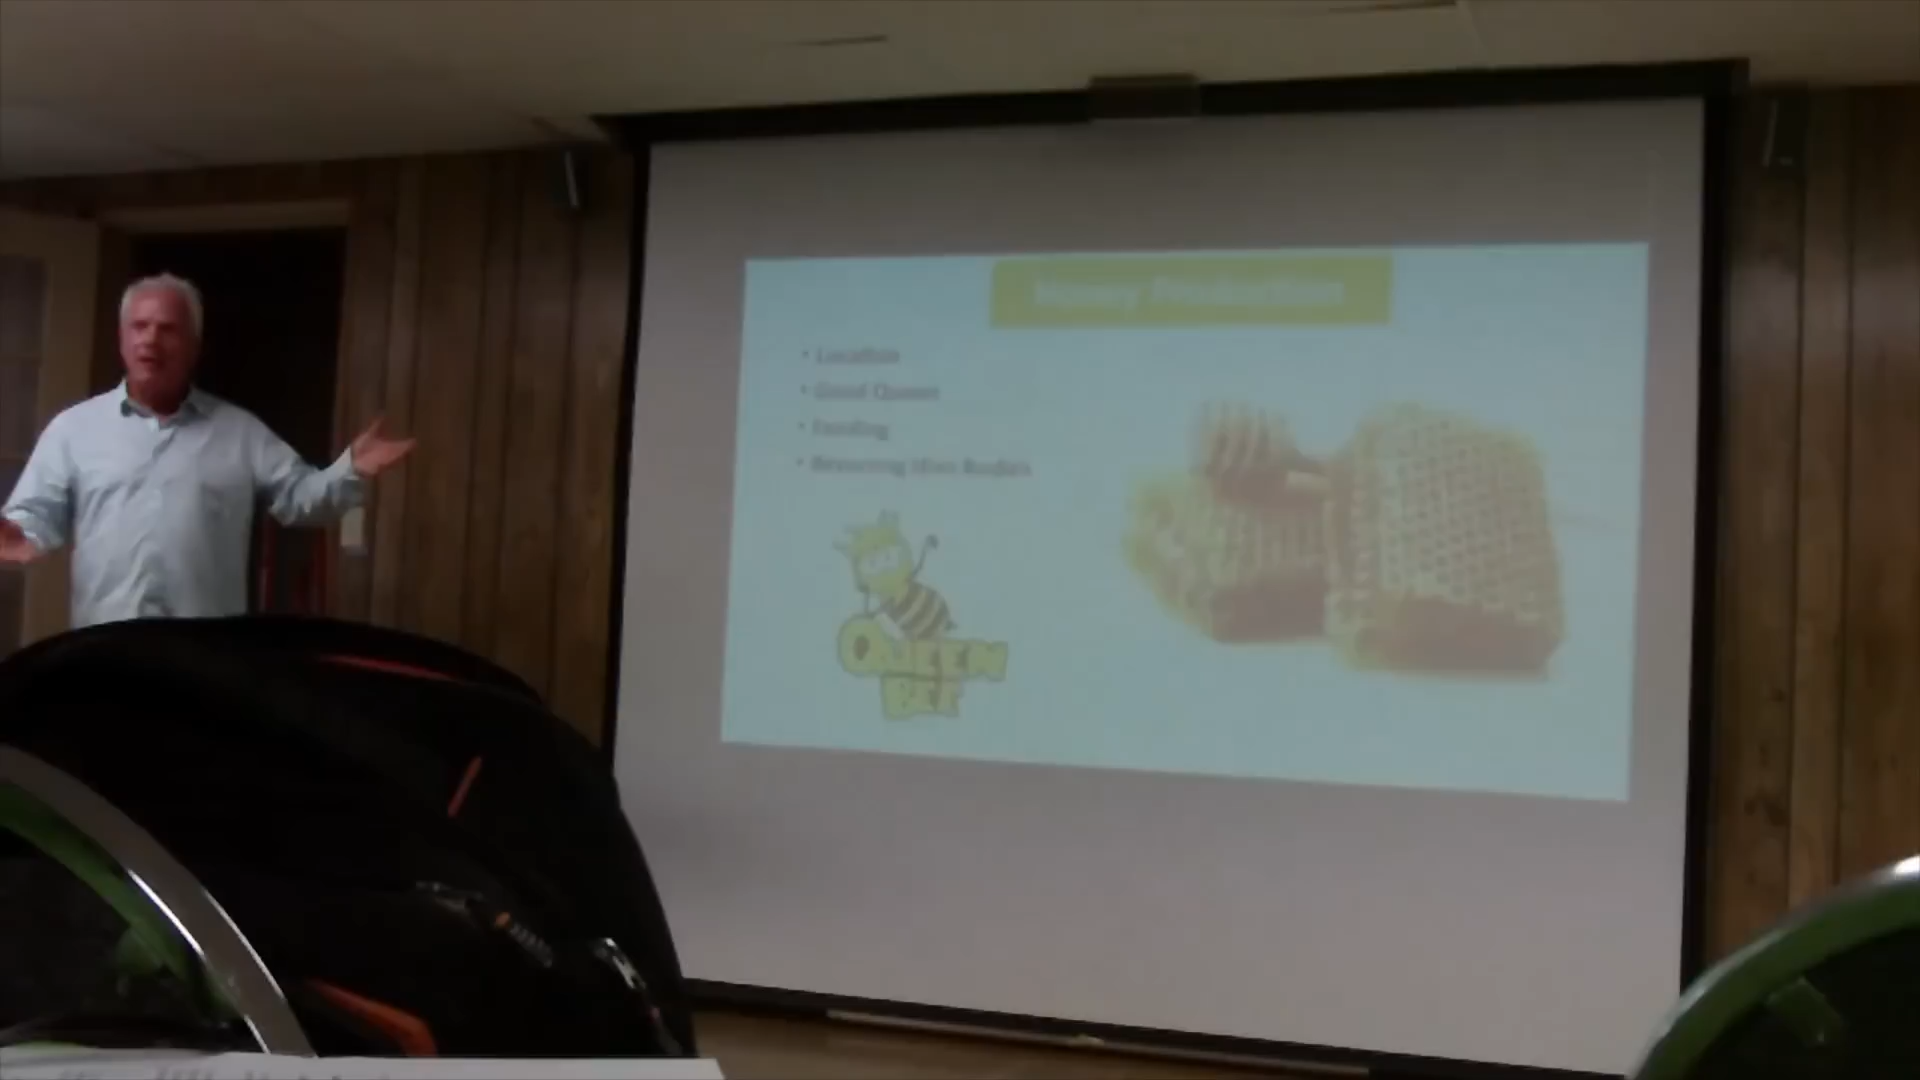 Honey Production
• Location
• Good Queen
• Feeding
• Reversing Hive Bodies
QUEEN
BEE